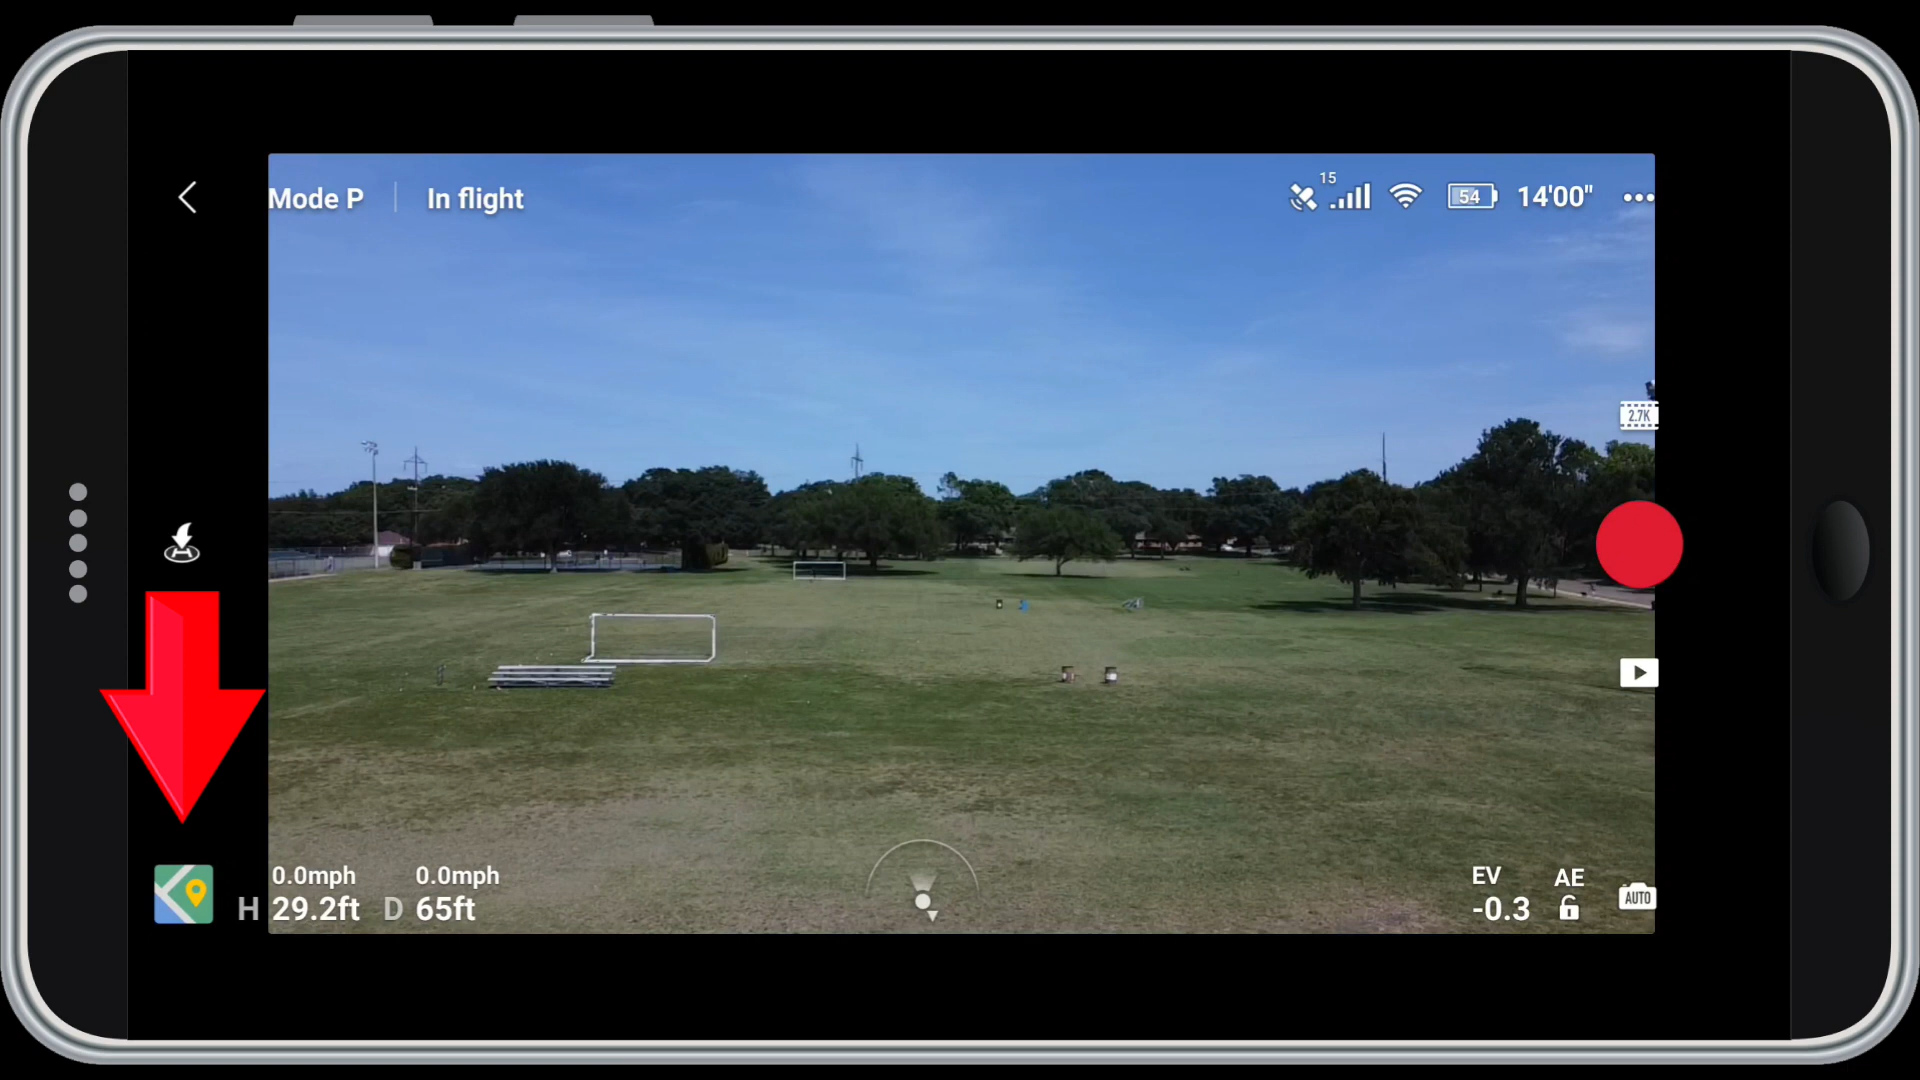 Mode P In flight 15 54 14'00"
2.7K
0.0mph 0.0mph
H 29.2ft D 65ft
EV AE
-0.3 AUTO